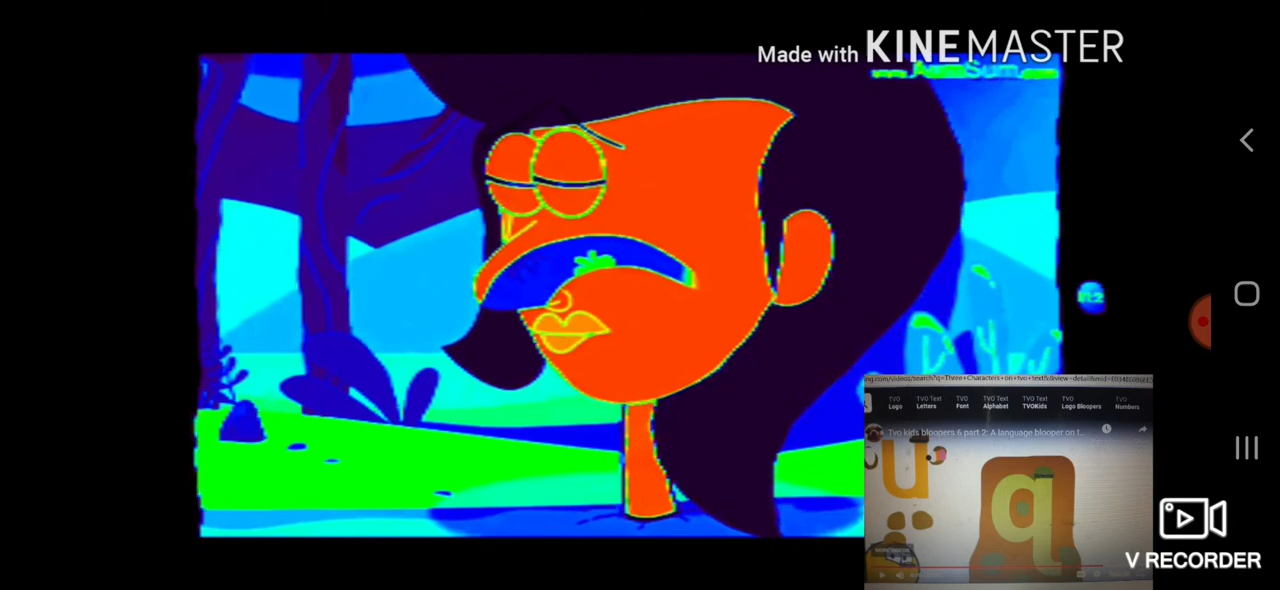 Made with KINEMASTER
TVO Logo
TVO Text Letters
TVO Font
TVO Text Alphabet
TVO Text TVOKids
TVO Logo Bloopers
TVO Numbers
Tvo kids bloopers 6 part 2: A language blooper on t...
u
q
V RECORDER